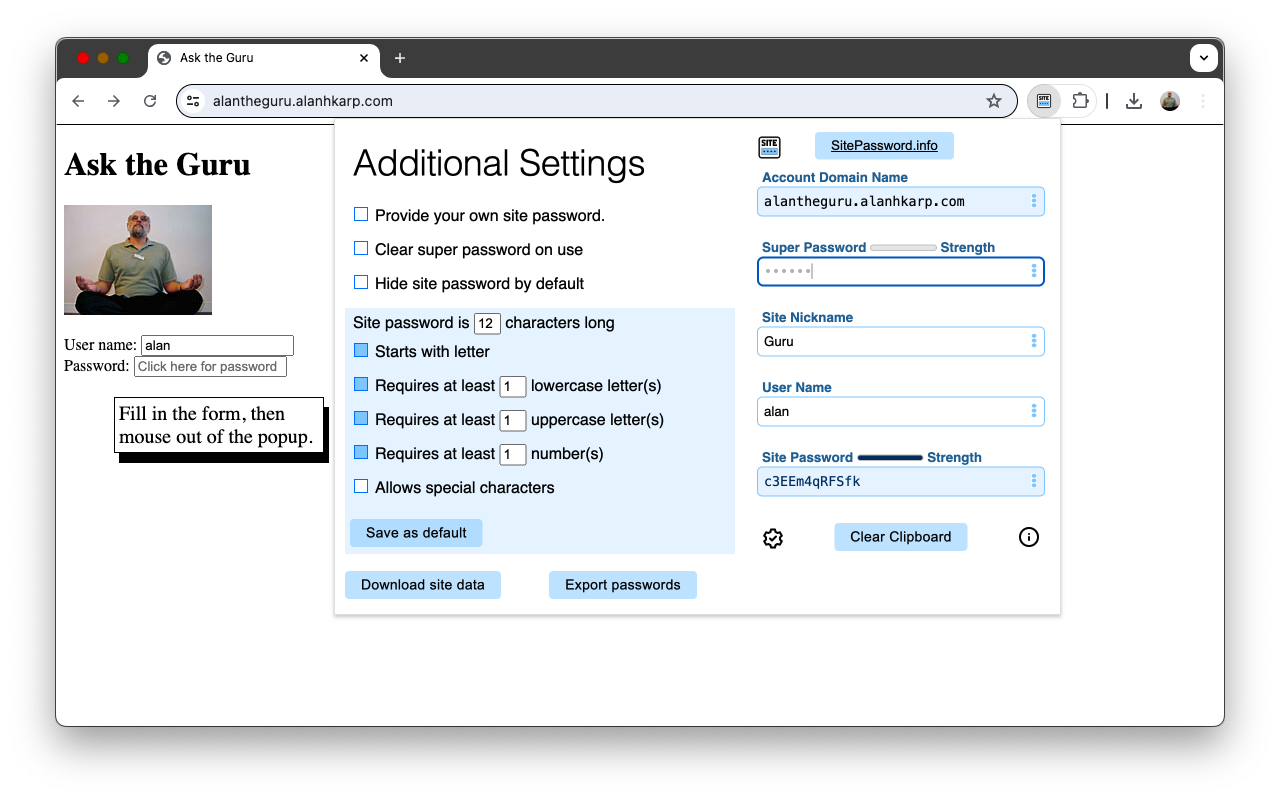 Ask the Guru
alantheguru.alanhkarp.com
Ask the Guru
User name: alan
Password: Click here for password
Fill in the form, then
mouse out of the popup.
Additional Settings
Provide your own site password.
Clear super password on use
Hide site password by default
Site password is 12 characters long
Starts with letter
Requires at least 1 lowercase letter(s)
Requires at least 1 uppercase letter(s)
Requires at least 1 number(s)
Allows special characters
Save as default
Download site data
Export passwords
SITE
SitePassword.info
Account Domain Name
alantheguru.alanhkarp.com
Super Password Strength
••••••
Site Nickname
Guru
User Name
alan
Site Password Strength
c3EEm4qRFSfk
Clear Clipboard